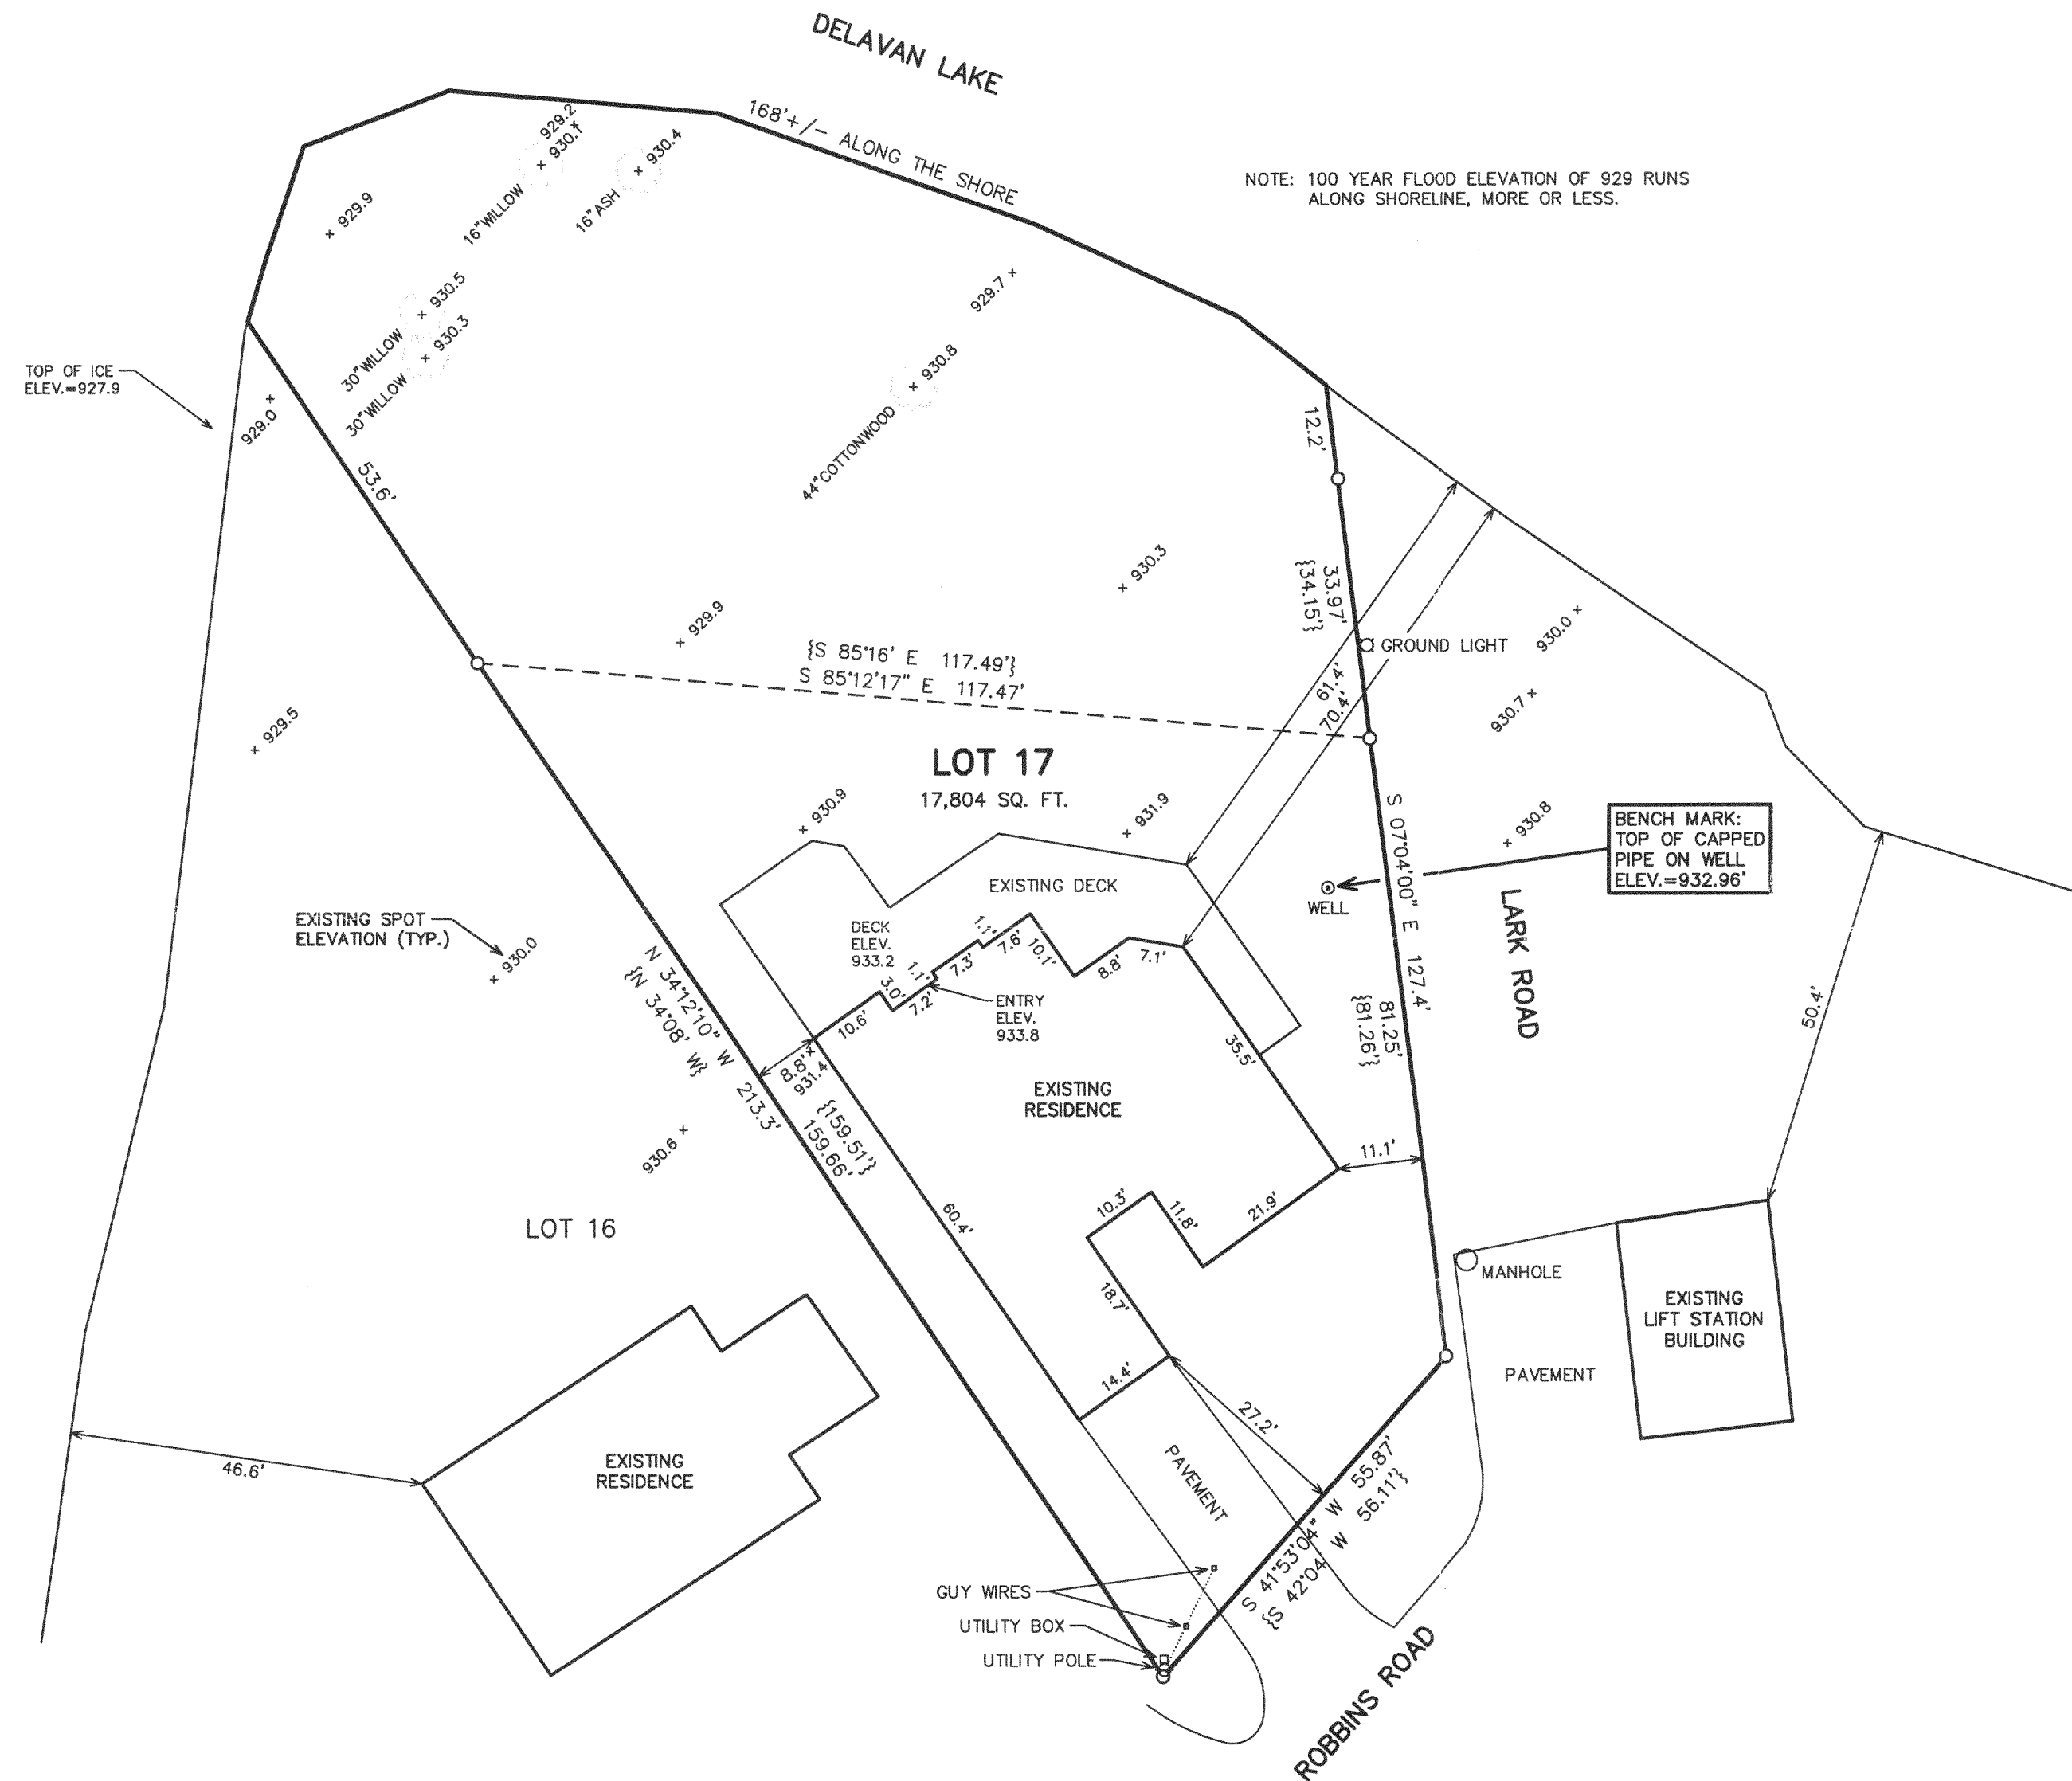 DELAVAN LAKE
168'+/- ALONG THE SHORE
NOTE: 100 YEAR FLOOD ELEVATION OF 929 RUNS
ALONG SHORELINE, MORE OR LESS.
929.2
930.1
16"WILLOW
930.4
16"ASH
929.9
930.5
30"WILLOW
930.3
30"WILLOW
929.7
930.8
44"COTTONWOOD
TOP OF ICE
ELEV.=927.9
929.0
53.6'
12.2'
33.97'
{34.15'}
930.3
929.9
GROUND LIGHT
930.0
{S 85°16' E 117.49'}
S 85°12'17" E 117.47'
61.4'
70.4'
930.7
929.5
LOT 17
17,804 SQ. FT.
930.9
931.9
930.8
BENCH MARK:
TOP OF CAPPED
PIPE ON WELL
ELEV.=932.96'
S 07°04'00" E 127.4'
81.25'
{81.26'}
WELL
LARK ROAD
EXISTING DECK
DECK
ELEV.
933.2
EXISTING SPOT
ELEVATION (TYP.)
930.0
1.1'
7.6'
10.1'
8.8'
7.1'
7.3'
1.1'
3.0'
7.2'
10.6'
ENTRY
ELEV.
933.8
50.4'
N 34°12'10" W 213.3'
{N 34°08' W}
8.8'
931.4
{159.51'}
159.66'
35.5'
EXISTING
RESIDENCE
930.6
11.1'
LOT 16
60.4'
10.3'
11.8'
21.9'
18.7'
14.4'
MANHOLE
EXISTING
LIFT STATION
BUILDING
PAVEMENT
27.2'
PAVEMENT
46.6'
EXISTING
RESIDENCE
S 41°53'04" W 55.87'
{S 42°04 W 56.11'}
GUY WIRES
UTILITY BOX
UTILITY POLE
ROBBINS ROAD